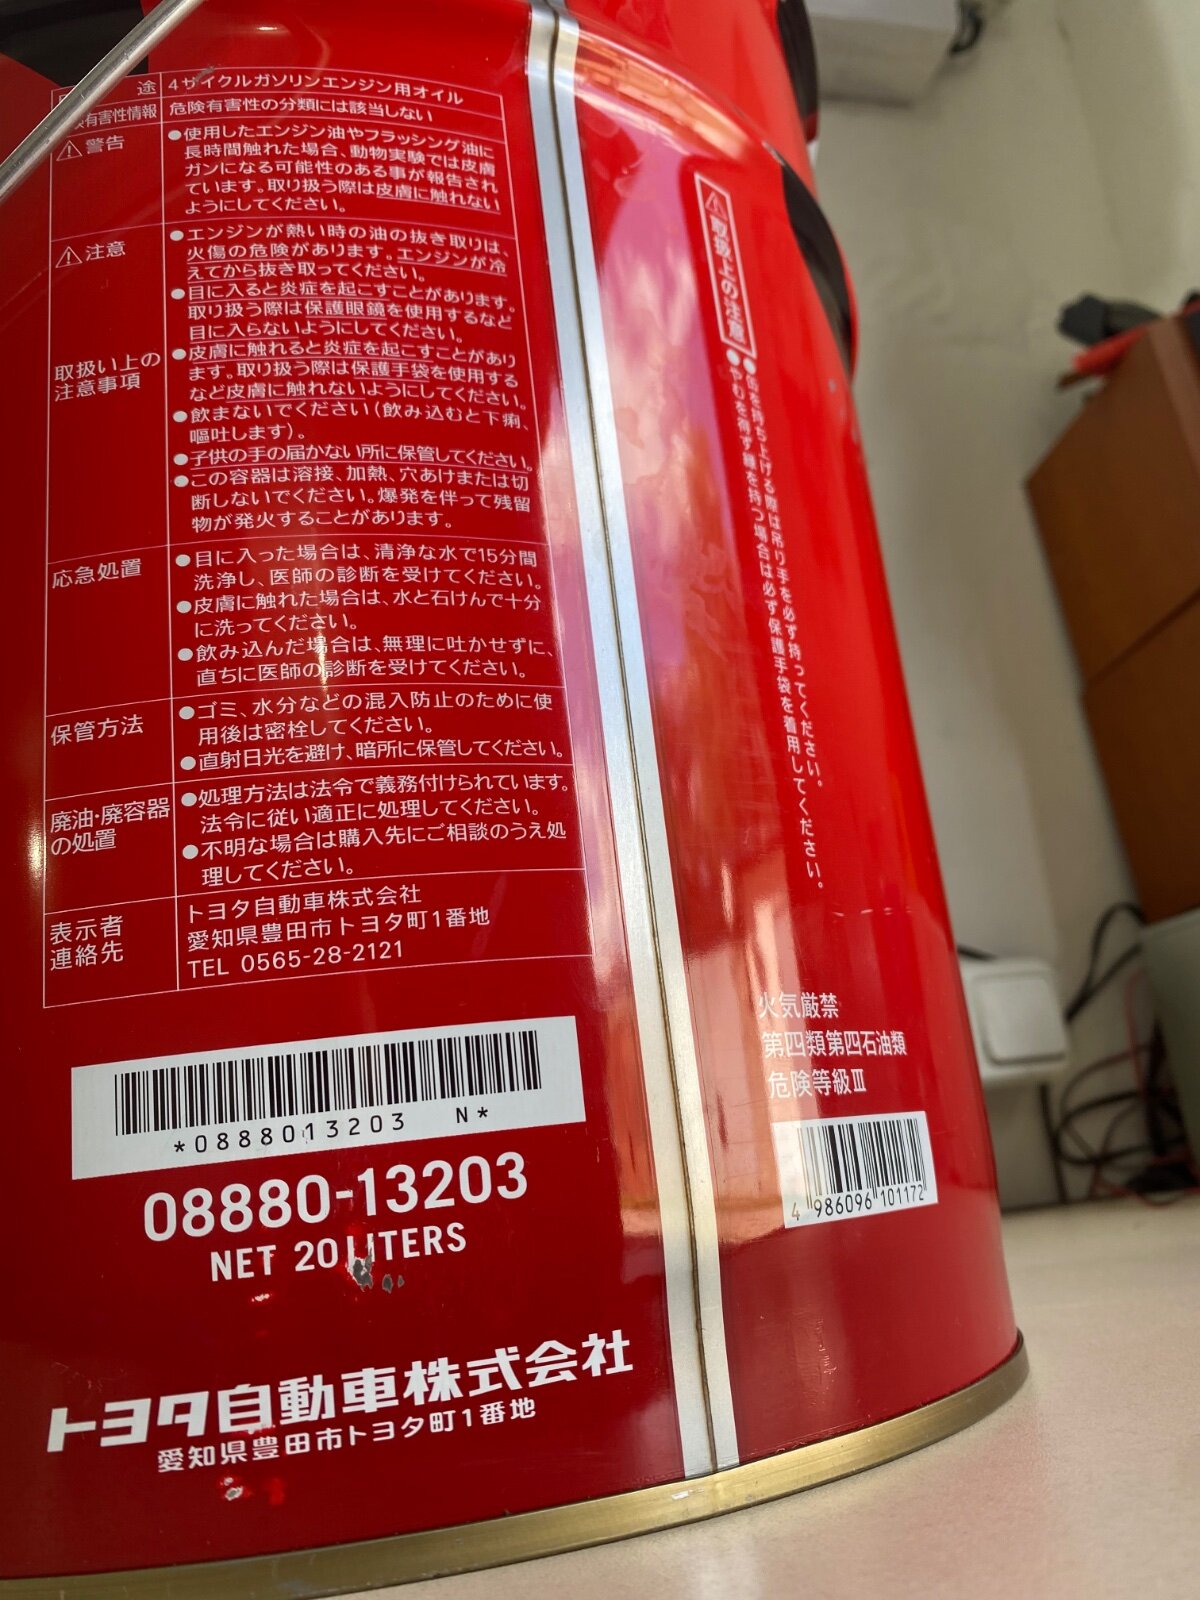 途 4サイクルガソリンエンジン用オイル
有害性情報 危険有害性の分類には該当しない
⚠警告
●使用したエンジン油やフラッシング油に
長時間触れた場合、動物実験では皮膚
ガンになる可能性のある事が報告され
ています。取り扱う際は皮膚に触れない
ようにしてください。
⚠注意
●エンジンが熱い時の油の抜き取りは、
火傷の危険があります。エンジンが冷
えてから抜き取ってください。
取扱い上の
注意事項
●目に入ると炎症を起こすことがあります。
取り扱う際は保護眼鏡を使用するなど
目に入らないようにしてください。
●皮膚に触れると炎症を起こすことがあり
ます。取り扱う際は保護手袋を使用する
など皮膚に触れないようにしてください。
●飲まないでください(飲み込むと下痢、
嘔吐します)。
●子供の手の届かない所に保管してください。
●この容器は溶接、加熱、穴あけまたは切
断しないでください。爆発を伴って残留
物が発火することがあります。
応急処置
●目に入った場合は、清浄な水で15分間
洗浄し、医師の診断を受けてください。
●皮膚に触れた場合は、水と石けんで十分
に洗ってください。
●飲み込んだ場合は、無理に吐かせずに、
直ちに医師の診断を受けてください。
保管方法
●ゴミ、水分などの混入防止のために使
用後は密栓してください。
●直射日光を避け、暗所に保管してください。
廃油・廃容器
の処置
●処理方法は法令で義務付けられています。
法令に従い適正に処理してください。
●不明な場合は購入先にご相談のうえ処
理してください。
表示者
連絡先
トヨタ自動車株式会社
愛知県豊田市トヨタ町1番地
TEL 0565-28-2121
*0888013203 N*
08880-13203
NET 20 LITERS
トヨタ自動車株式会社
愛知県豊田市トヨタ町1番地
⚠取扱上の注意
●缶を持ち上げる際は吊り手を必ず持ってください。
●やむを得ず縁を持つ場合は必ず保護手袋を着用してください。
火気厳禁
第四類第四石油類
危険等級Ⅲ
4 986096 101172